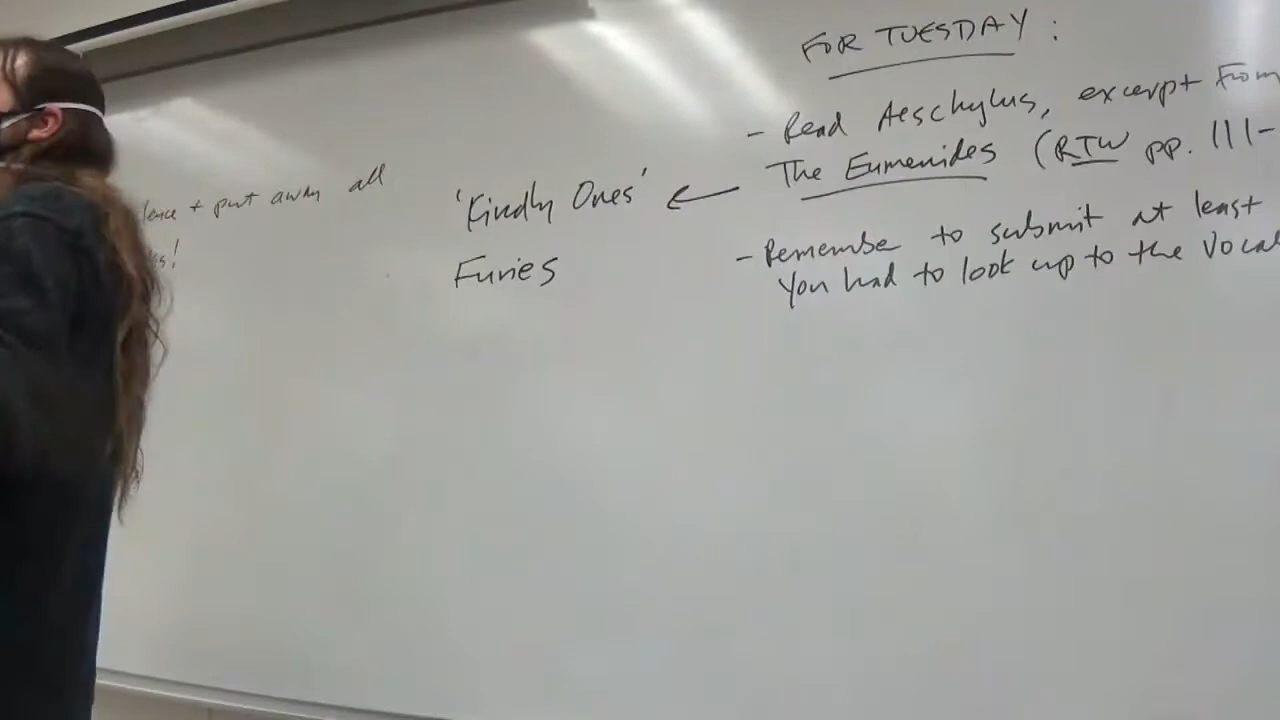 FOR TUESDAY:
- Read Aeschylus, excerpt from
The Eumenides (RTW pp. 111-
- Remember to submit at least
You had to look up to the Vocab
'Kindly Ones' ←
Furies
+ put away all